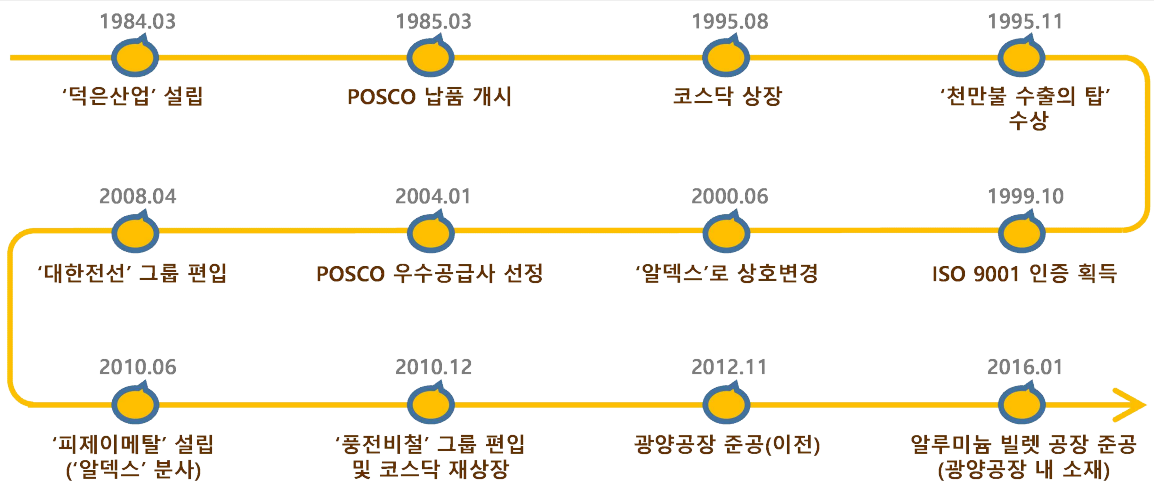 1984.03
'덕은산업' 설립
1985.03
POSCO 납품 개시
1995.08
코스닥 상장
1995.11
'천만불 수출의 탑'
수상
1999.10
ISO 9001 인증 획득
2000.06
'알덱스'로 상호변경
2004.01
POSCO 우수공급사 선정
2008.04
'대한전선' 그룹 편입
2010.06
'피제이메탈' 설립
('알덱스' 분사)
2010.12
'풍전비철' 그룹 편입
및 코스닥 재상장
2012.11
광양공장 준공(이전)
2016.01
알루미늄 빌렛 공장 준공
(광양공장 내 소재)